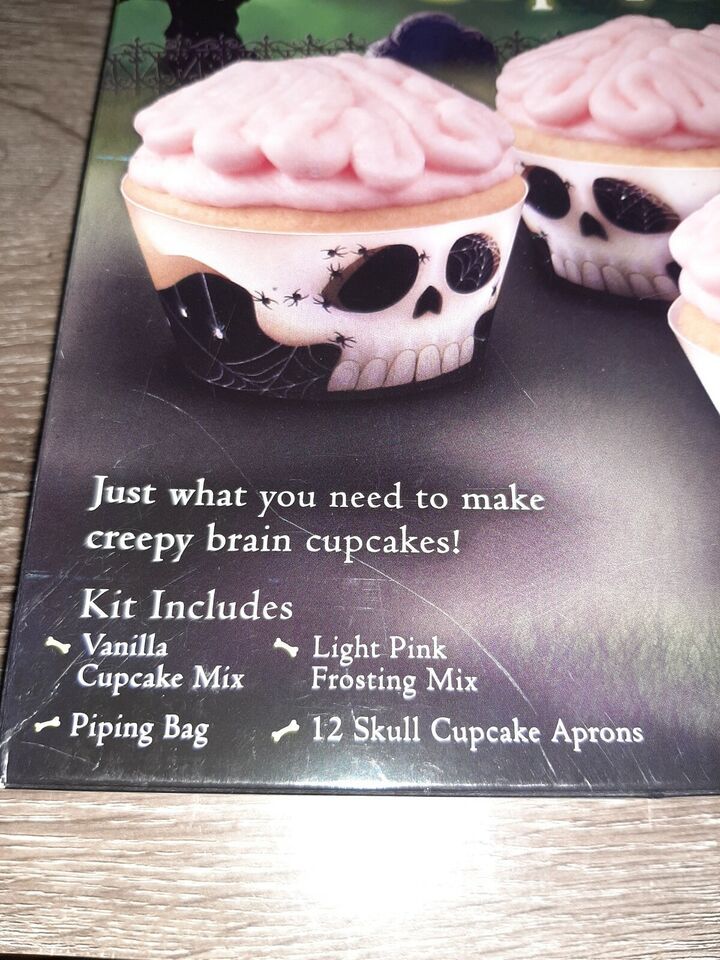 Just what you need to make
creepy brain cupcakes!
Kit Includes
Vanilla
Cupcake Mix
Light Pink
Frosting Mix
Piping Bag
12 Skull Cupcake Aprons